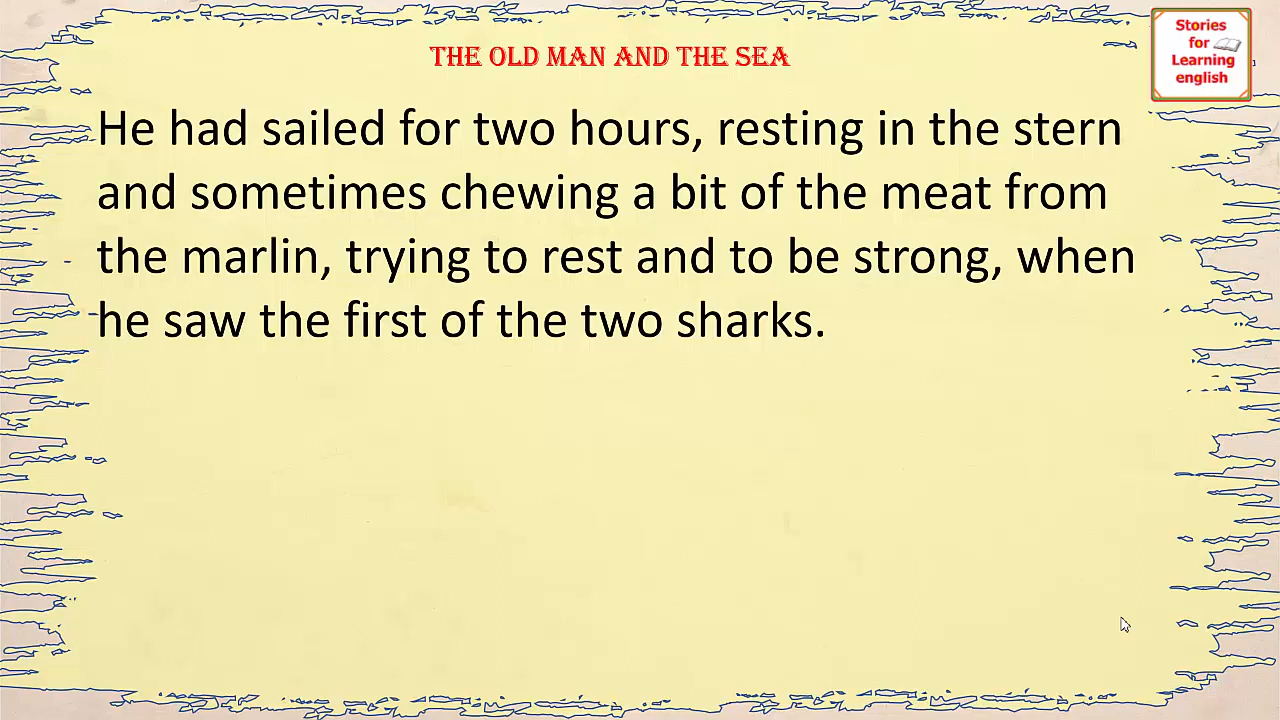 THE OLD MAN AND THE SEA
Stories
for
Learning
english
He had sailed for two hours, resting in the stern
and sometimes chewing a bit of the meat from
the marlin, trying to rest and to be strong, when
he saw the first of the two sharks.